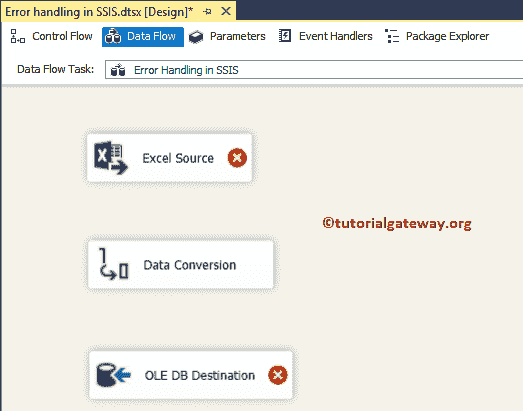 Error handling in SSIS.dtsx [Design]*
Control Flow Data Flow Parameters Event Handlers Package Explorer
Data Flow Task: Error Handling in SSIS
Excel Source
©tutorialgateway.org
Data Conversion
OLE DB Destination